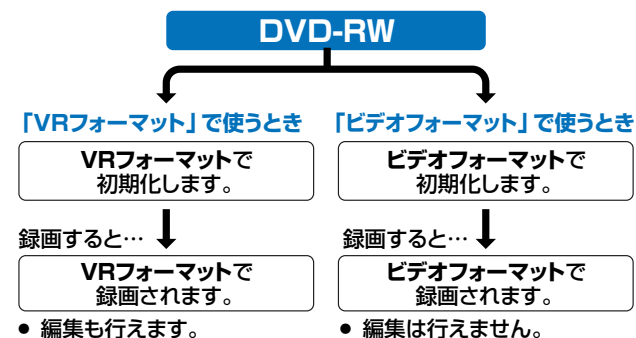 DVD-RW
「VRフォーマット」で使うとき
VRフォーマットで
初期化します。
録画すると…
VRフォーマットで
録画されます。
● 編集も行えます。
「ビデオフォーマット」で使うとき
ビデオフォーマットで
初期化します。
録画すると…
ビデオフォーマットで
録画されます。
● 編集は行えません。